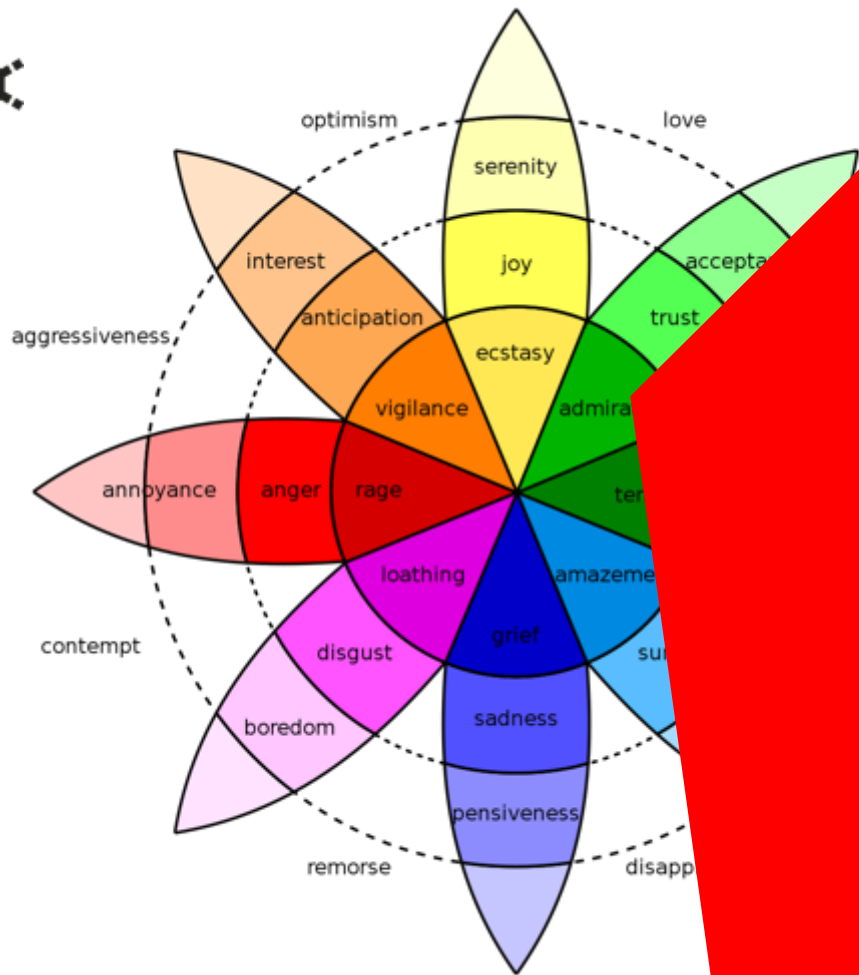 optimism
love
serenity
interest
joy
anticipation
trust
aggressiveness
ecstasy
vigilance
annoyance
anger
rage
loathing
grief
contempt
disgust
boredom
sadness
pensiveness
remorse